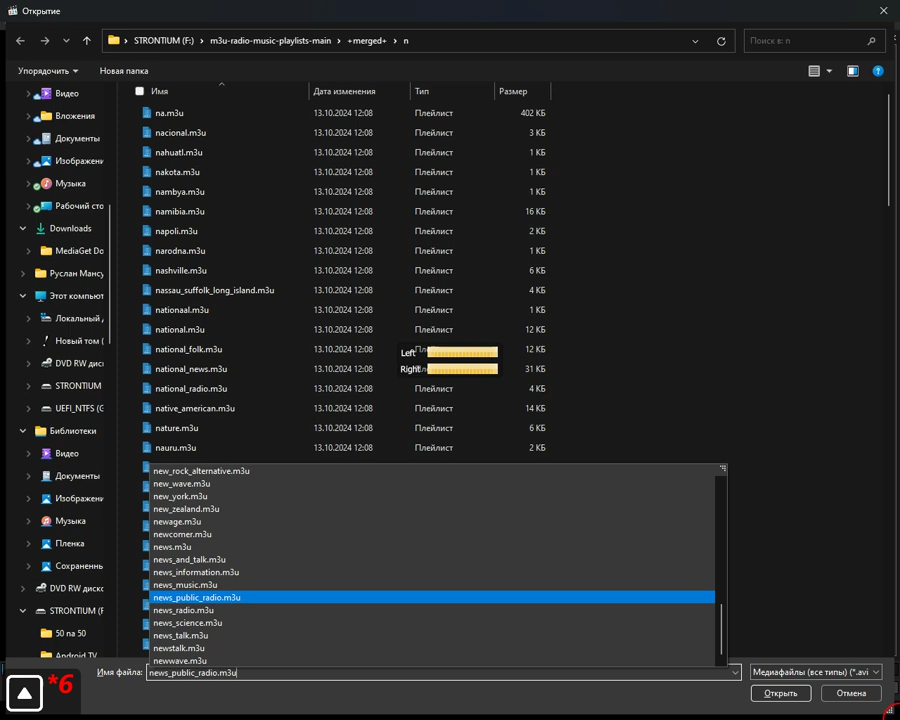 Открытие
STRONTIUM (F:) > m3u-radio-music-playlists-main > +merged+ > n
Поиск в: n
Упорядочить
Новая папка
Имя
Дата изменения
Тип
Размер
Видео
Вложения
Документы
Изображени
Музыка
Рабочий сто
Downloads
MediaGet Do
Руслан Мансу
Этот компьют
Локальный
Новый том (
DVD RW диск
STRONTIUM
UEFI_NTFS (G
Библиотеки
Видео
Документы
Изображени
Музыка
Пленка
Сохраненны
DVD RW диско
STRONTIUM (F
50 na 50
Android TV
na.m3u 13.10.2024 12:08 Плейлист 402 КБ
nacional.m3u 13.10.2024 12:08 Плейлист 3 КБ
nahuatl.m3u 13.10.2024 12:08 Плейлист 1 КБ
nakota.m3u 13.10.2024 12:08 Плейлист 1 КБ
nambya.m3u 13.10.2024 12:08 Плейлист 1 КБ
namibia.m3u 13.10.2024 12:08 Плейлист 16 КБ
napoli.m3u 13.10.2024 12:08 Плейлист 2 КБ
narodna.m3u 13.10.2024 12:08 Плейлист 1 КБ
nashville.m3u 13.10.2024 12:08 Плейлист 6 КБ
nassau_suffolk_long_island.m3u 13.10.2024 12:08 Плейлист 4 КБ
nationaal.m3u 13.10.2024 12:08 Плейлист 1 КБ
national.m3u 13.10.2024 12:08 Плейлист 12 КБ
national_folk.m3u 13.10.2024 12:08 12 КБ
national_news.m3u 13.10.2024 12:08 31 КБ
national_radio.m3u 13.10.2024 12:08 Плейлист 4 КБ
native_american.m3u 13.10.2024 12:08 Плейлист 14 КБ
nature.m3u 13.10.2024 12:08 Плейлист 6 КБ
nauru.m3u 13.10.2024 12:08 Плейлист 2 КБ
Left
Right
new_rock_alternative.m3u
new_wave.m3u
new_york.m3u
new_zealand.m3u
newage.m3u
newcomer.m3u
news.m3u
news_and_talk.m3u
news_information.m3u
news_music.m3u
news_public_radio.m3u
news_radio.m3u
news_science.m3u
news_talk.m3u
newstalk.m3u
newwave.m3u
Имя файла: news_public_radio.m3u
Медиафайлы (все типы) (*.avi
Открыть
Отмена
*6